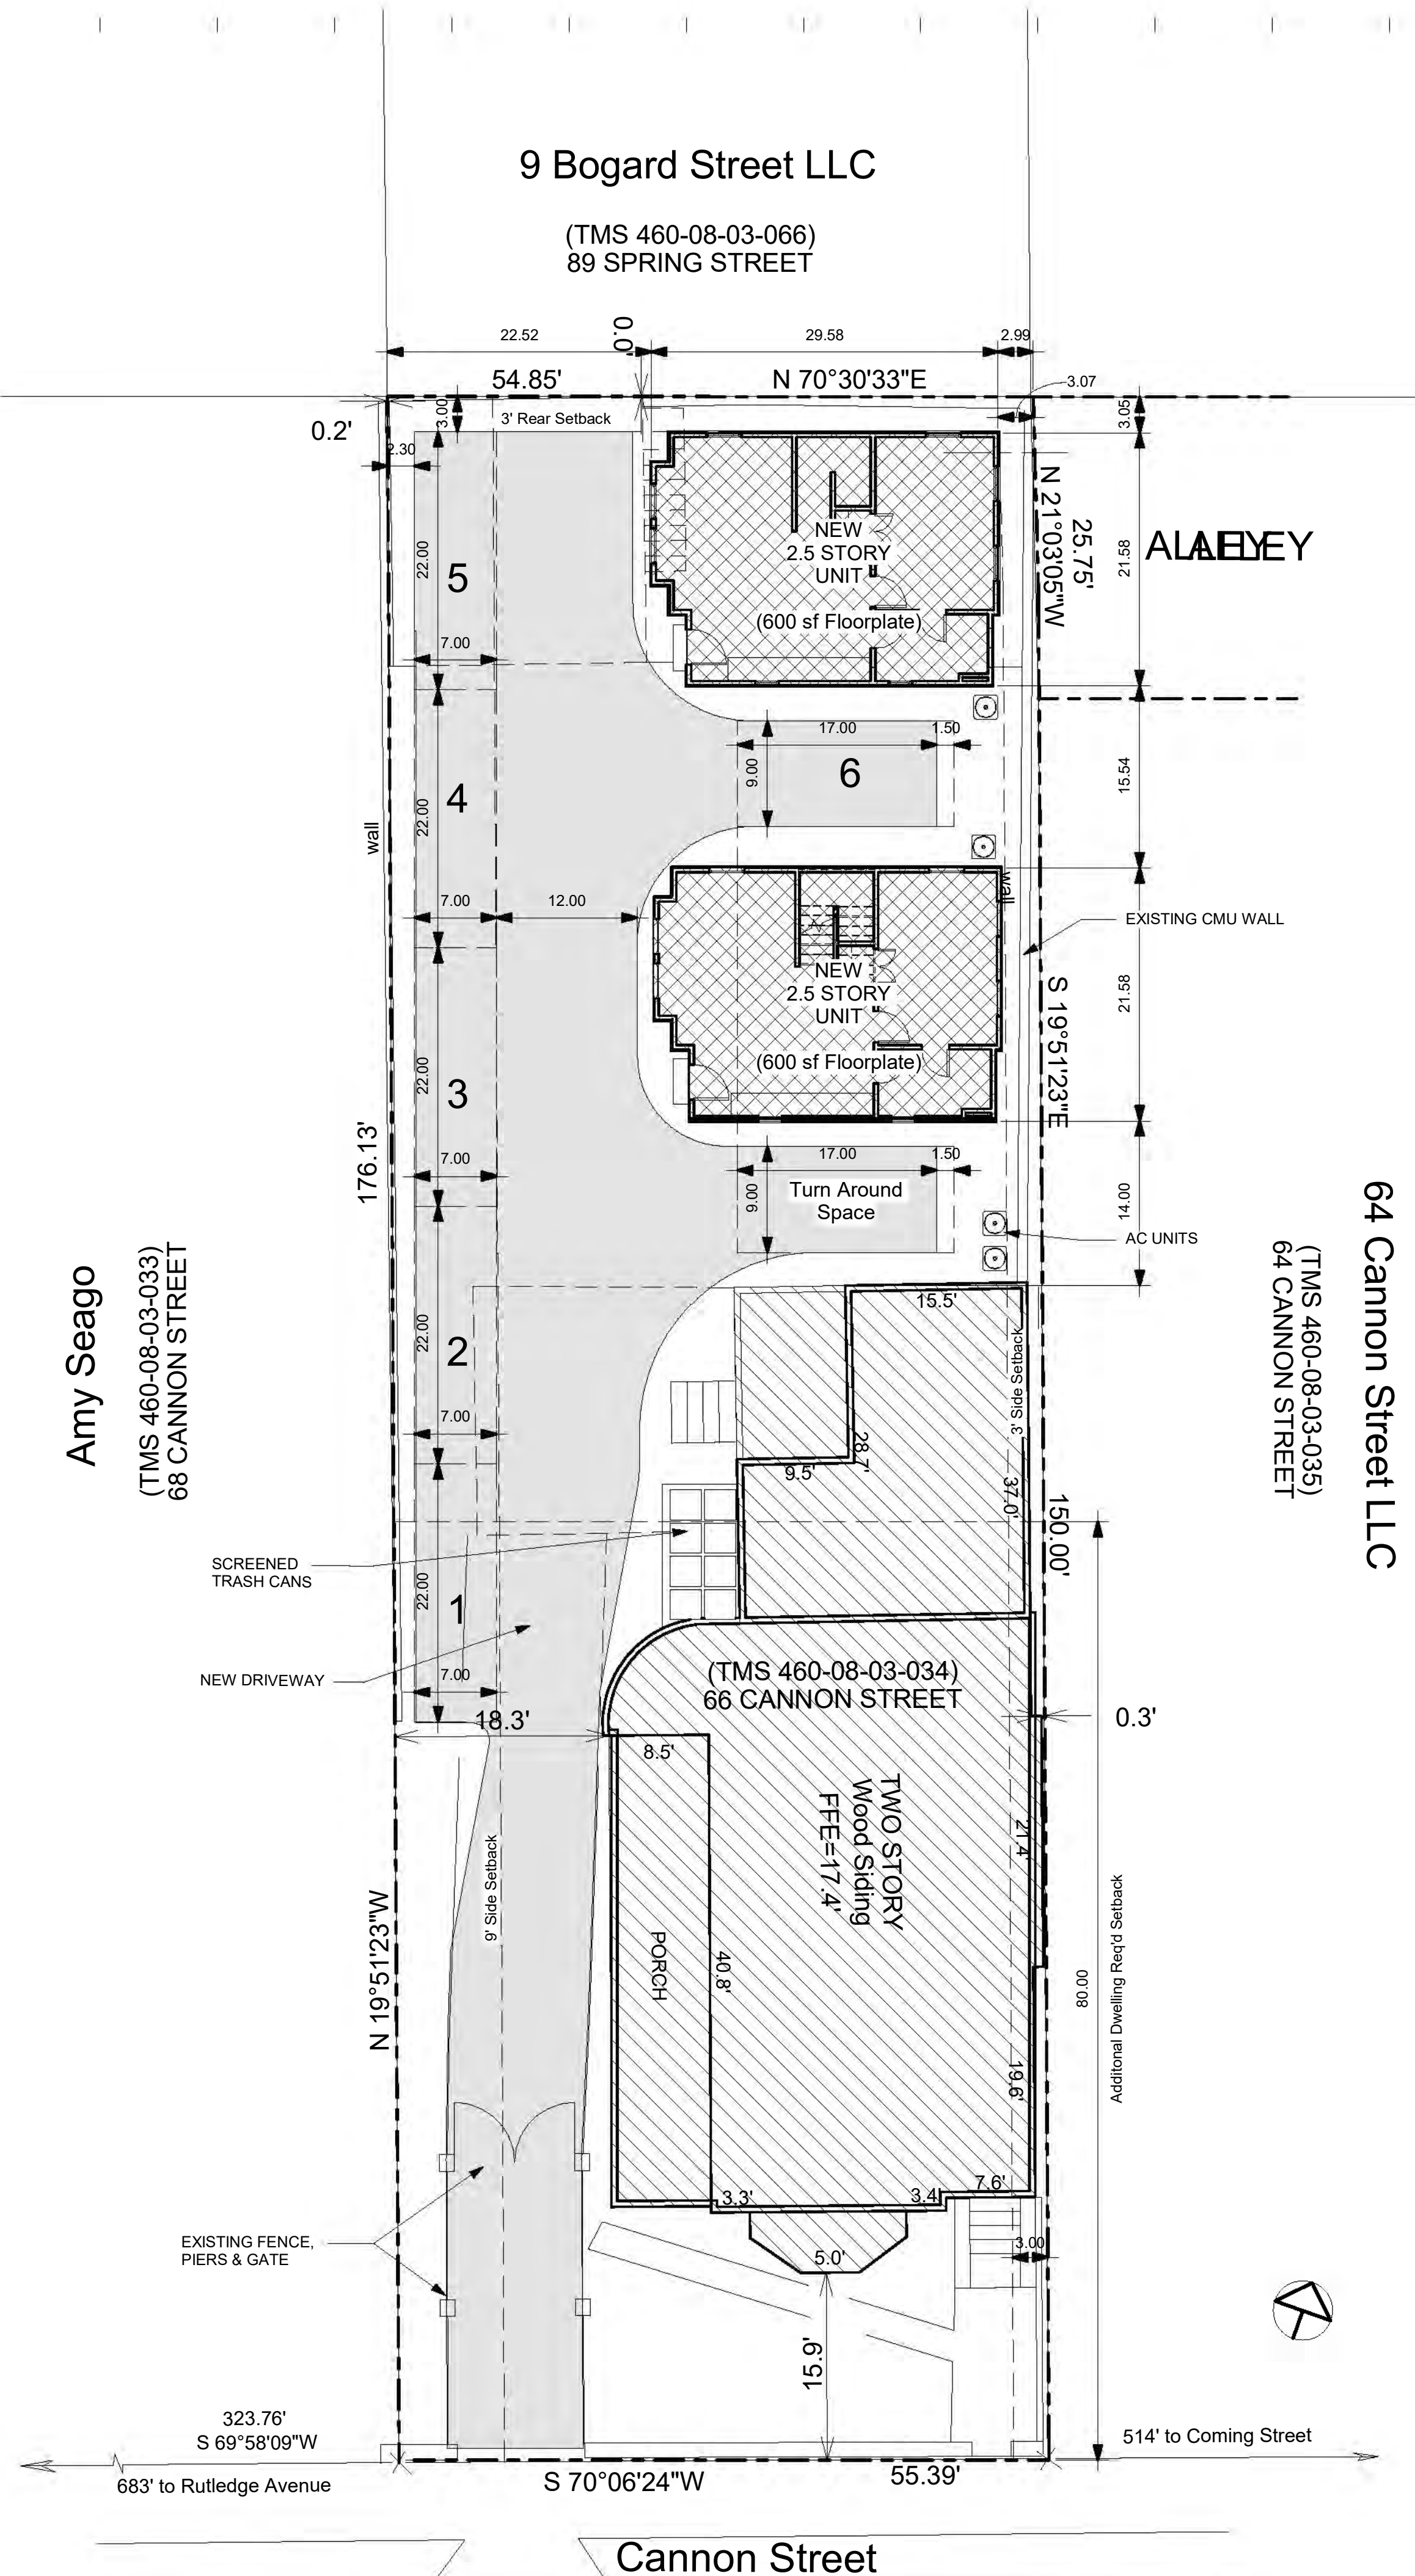 9 Bogard Street LLC
(TMS 460-08-03-066)
89 SPRING STREET
22.52
0.0'
29.58
2.99
54.85'
N 70°30'33"E
3.07
3.00
3' Rear Setback
3.05
0.2'
2.30
N 21°03'05"W
25.75'
ALLEY
ALLEY
NEW
2.5 STORY
UNIT
(600 sf Floorplate)
22.00
5
21.58
7.00
17.00
1.50
9.00
6
15.54
22.00
4
wall
wall
7.00
12.00
EXISTING CMU WALL
NEW
2.5 STORY
UNIT
(600 sf Floorplate)
21.58
S 19°51'23"E
22.00
3
176.13'
7.00
17.00
1.50
9.00
Turn Around
Space
14.00
AC UNITS
64 Cannon Street LLC
(TMS 460-08-03-035)
64 CANNON STREET
Amy Seago
(TMS 460-08-03-033)
68 CANNON STREET
15.5'
3' Side Setback
22.00
2
7.00
28.7'
9.5'
37.0'
150.00'
SCREENED
TRASH CANS
22.00
1
NEW DRIVEWAY
7.00
(TMS 460-08-03-034)
66 CANNON STREET
18.3'
0.3'
8.5'
TWO STORY
Wood Siding
FFE=17.4'
21.4'
9' Side Setback
N 19°51'23"W
PORCH
40.8'
80.00
Additonal Dwelling Req'd Setback
19.6'
3.3'
3.4'
7.6'
EXISTING FENCE,
PIERS & GATE
5.0'
3.00
15.9'
323.76'
S 69°58'09"W
514' to Coming Street
683' to Rutledge Avenue
S 70°06'24"W
55.39'
Cannon Street